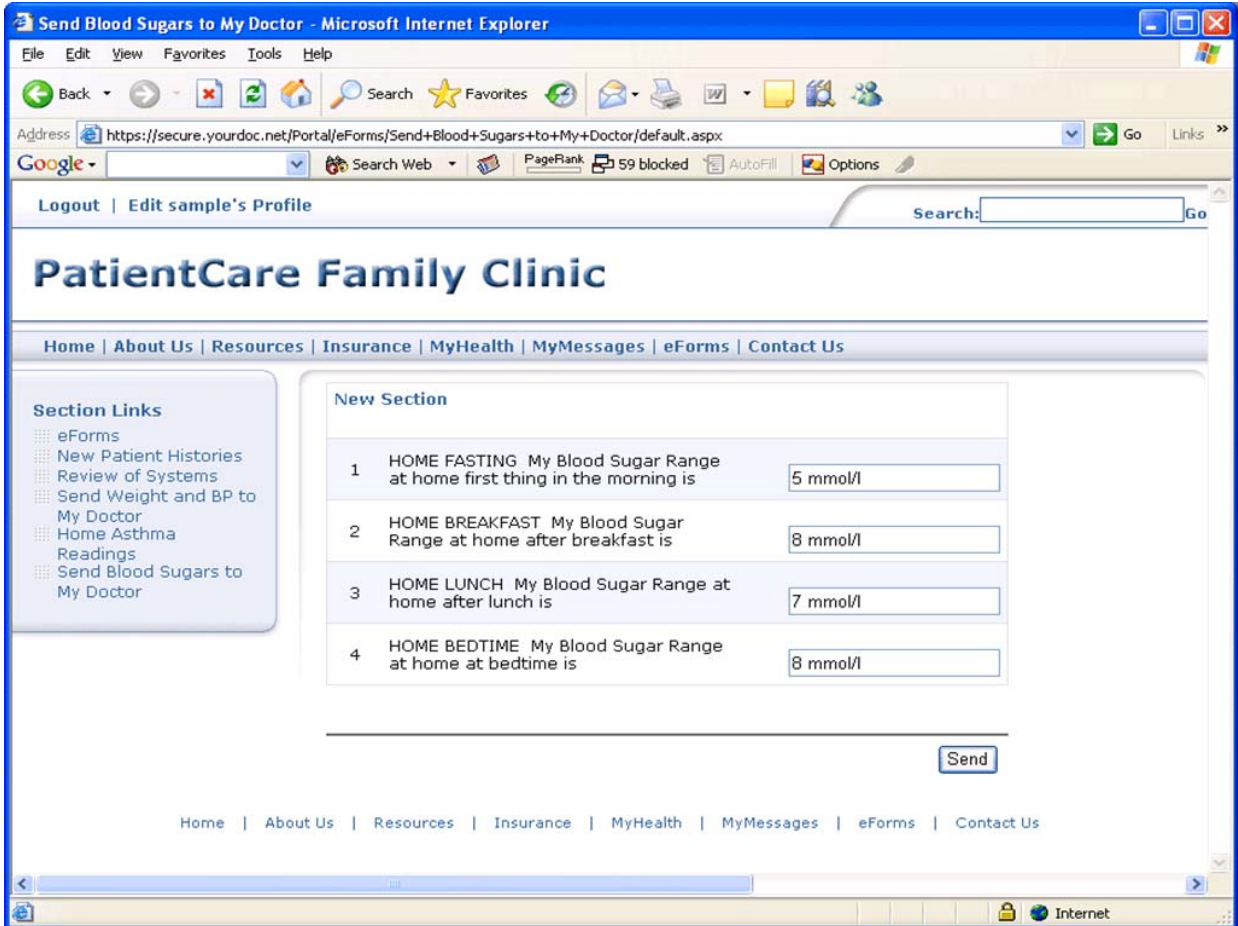 Send Blood Sugars to My Doctor - Microsoft Internet Explorer
File Edit View Favorites Tools Help
Back Search Favorites
Address https://secure.yourdoc.net/Portal/eForms/Send+Blood+Sugars+to+My+Doctor/default.aspx Go Links »
Google Search Web PageRank 59 blocked AutoFill Options
Logout | Edit sample's Profile
Search: Go
PatientCare Family Clinic
Home | About Us | Resources | Insurance | MyHealth | MyMessages | eForms | Contact Us
Section Links
eForms
New Patient Histories
Review of Systems
Send Weight and BP to
My Doctor
Home Asthma
Readings
Send Blood Sugars to
My Doctor
New Section
1 HOME FASTING My Blood Sugar Range
at home first thing in the morning is 5 mmol/l
2 HOME BREAKFAST My Blood Sugar
Range at home after breakfast is 8 mmol/l
3 HOME LUNCH My Blood Sugar Range at
home after lunch is 7 mmol/l
4 HOME BEDTIME My Blood Sugar Range
at home at bedtime is 8 mmol/l
Send
Home | About Us | Resources | Insurance | MyHealth | MyMessages | eForms | Contact Us
Internet